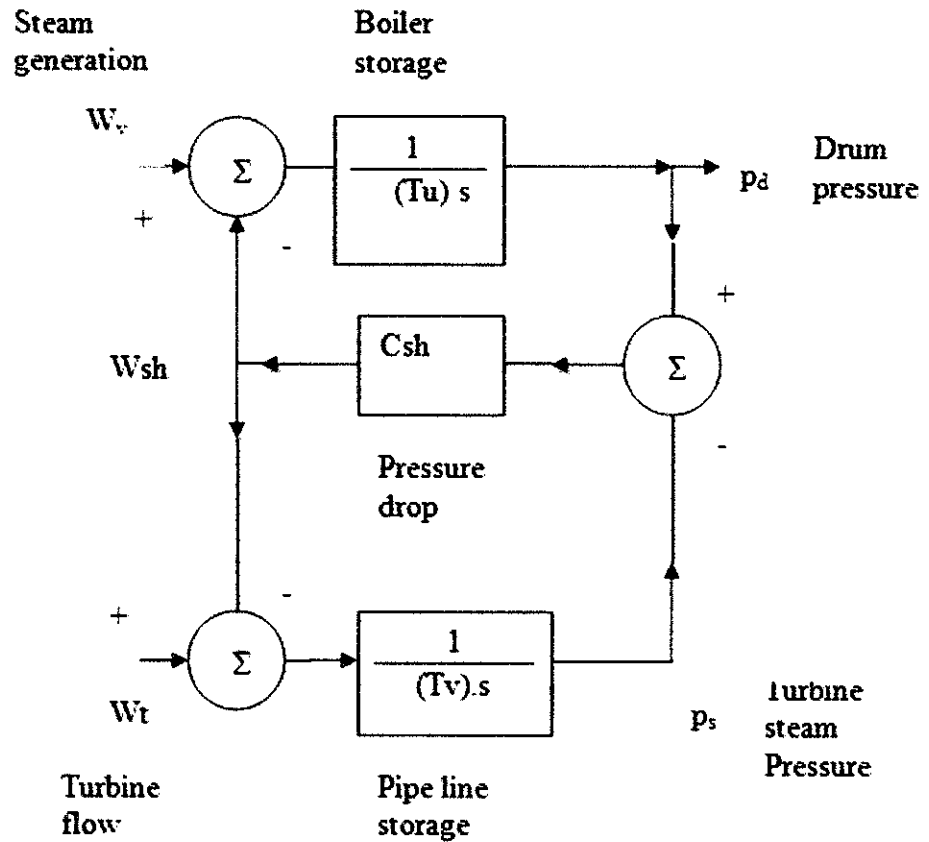 Steam
generation
Boiler
storage
Wv
Σ
1
(Tu) s
pd
Drum
pressure
+
-
+
Wsh
Csh
Σ
-
Pressure
drop
+
-
Wt
Σ
1
(Tv).s
ps
Turbine
steam
Pressure
Turbine
flow
Pipe line
storage